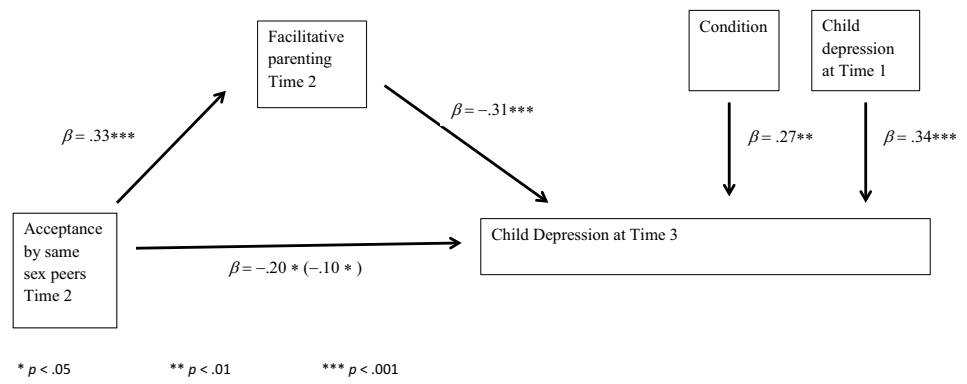 Facilitative
parenting
Time 2
Condition
Child
depression
at Time 1
β = .33***
β = −.31***
β = .27**
β = .34***
Acceptance
by same
sex peers
Time 2
Child Depression at Time 3
β = −.20 * (−.10 * )
* p < .05 ** p < .01 *** p < .001